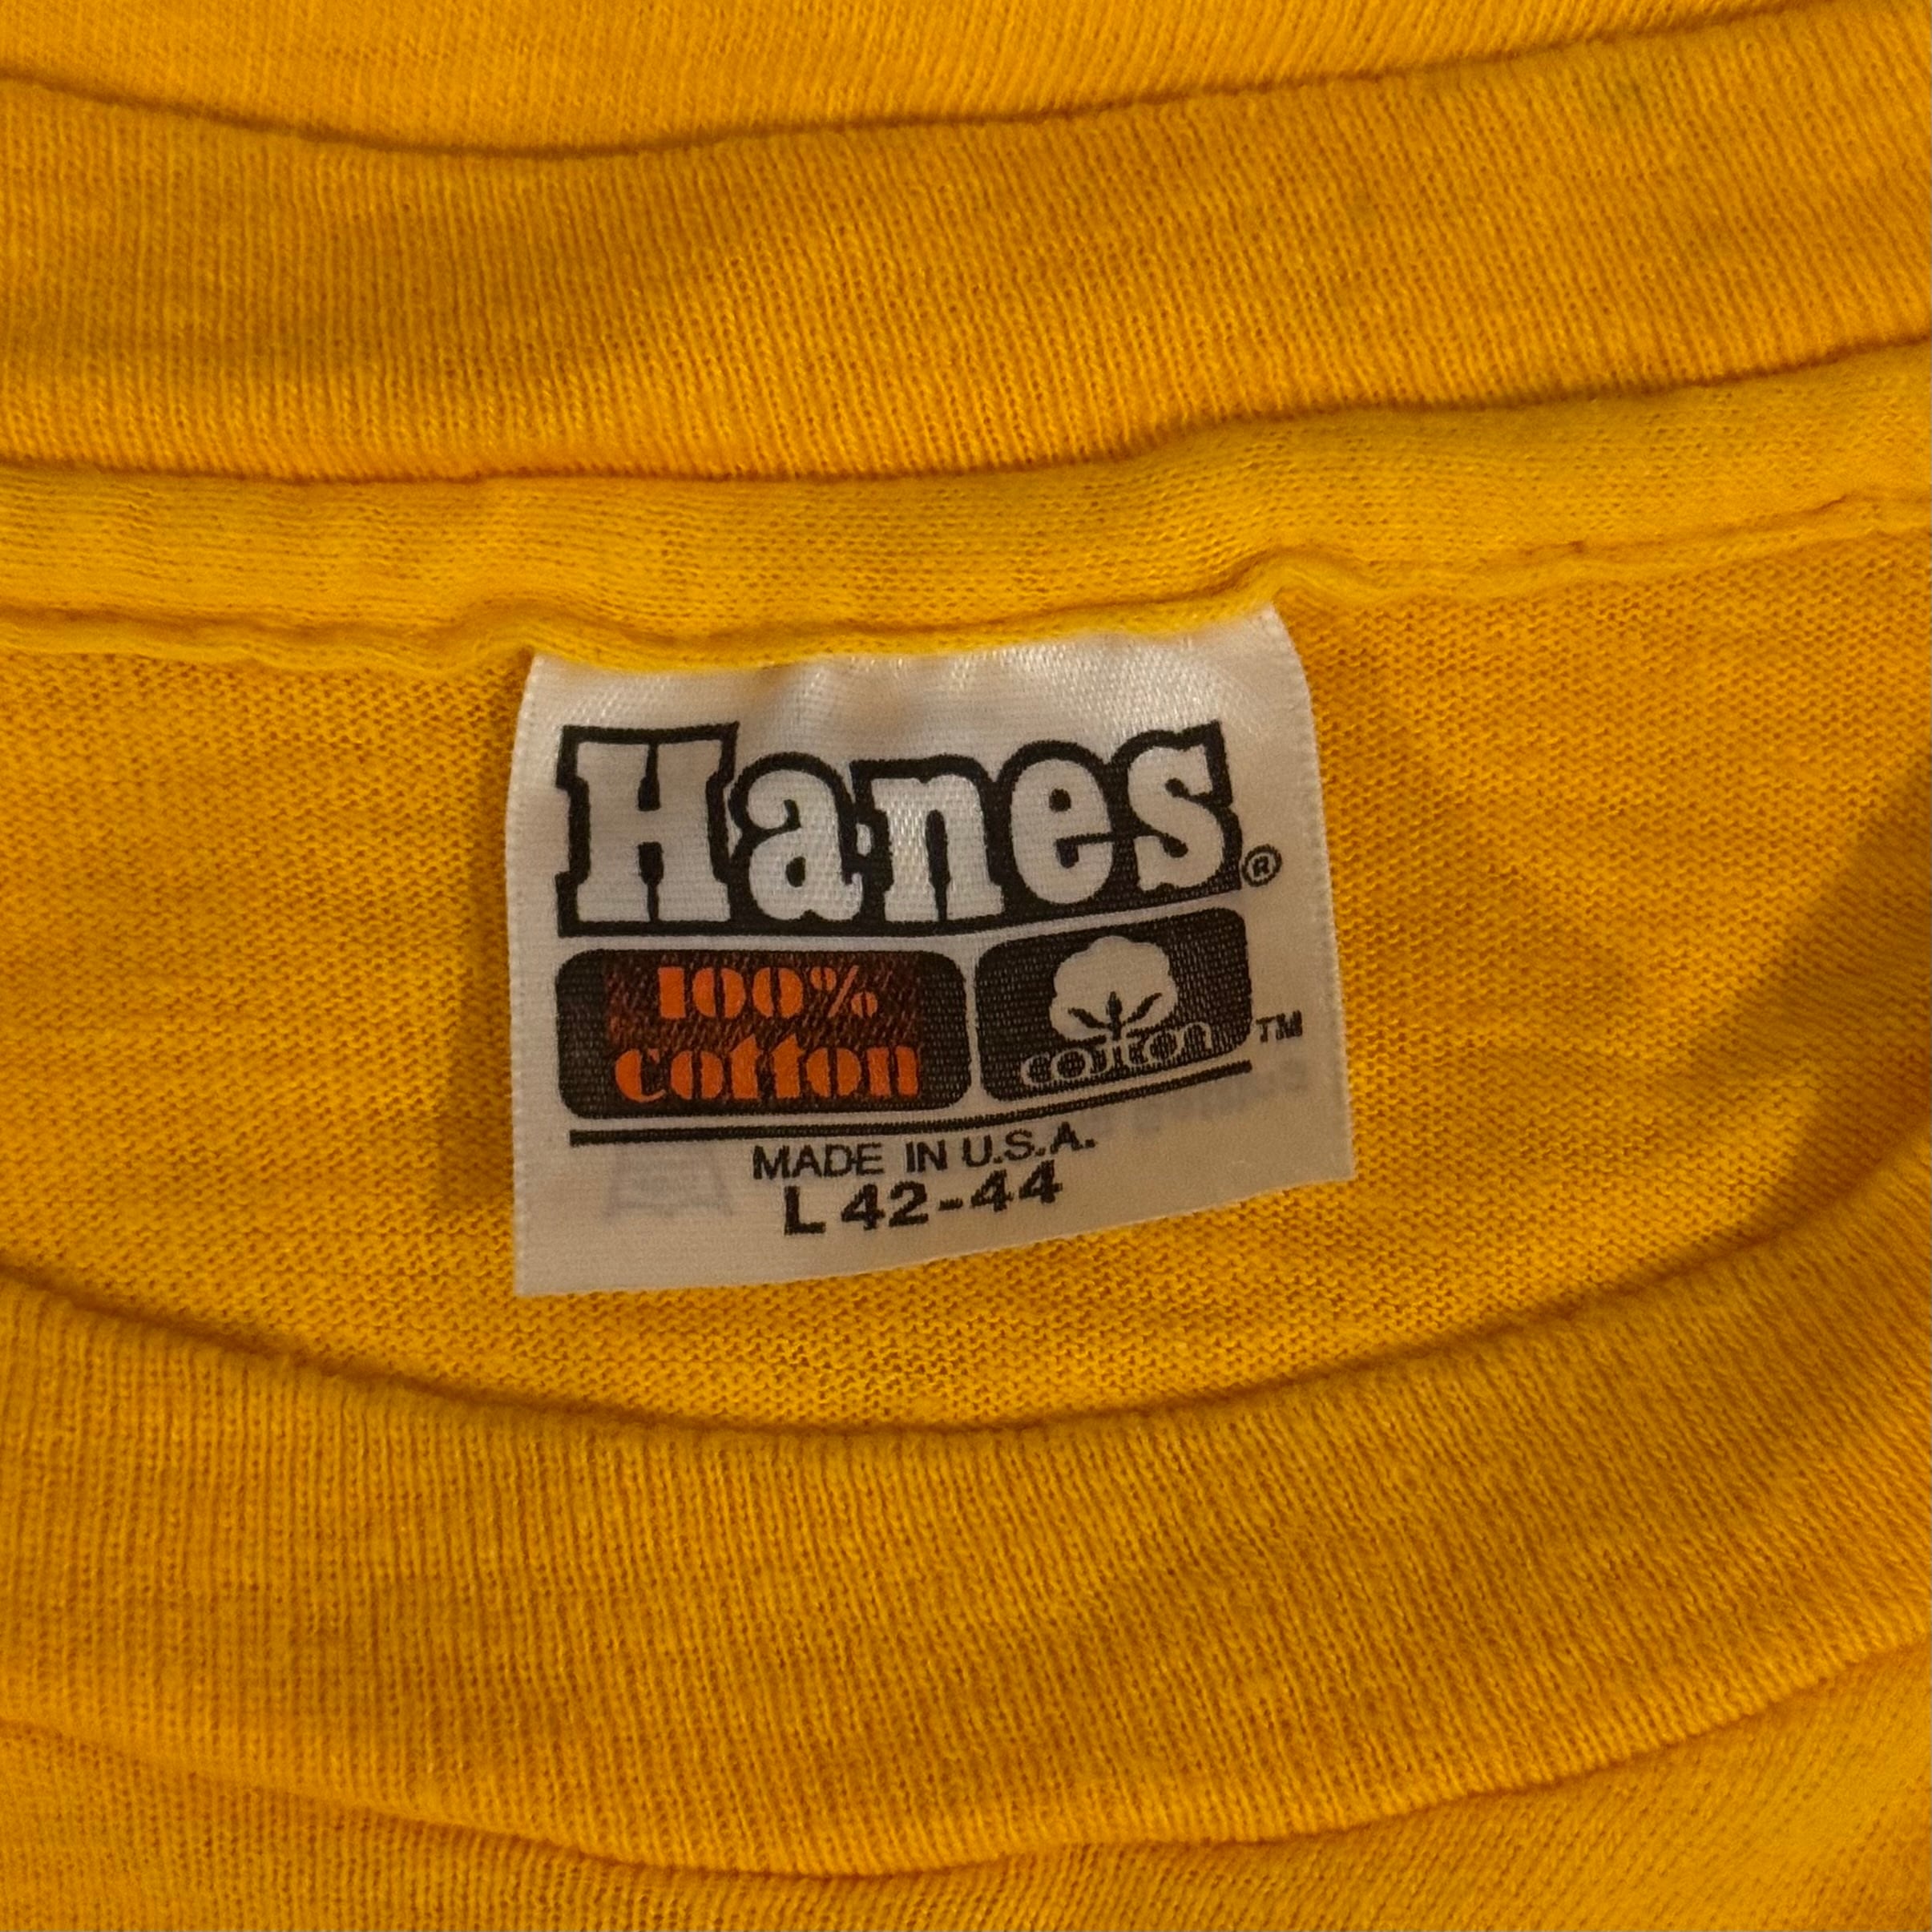 Hanes®
100%
cotton
cotton TM
MADE IN U.S.A.
L 42-44